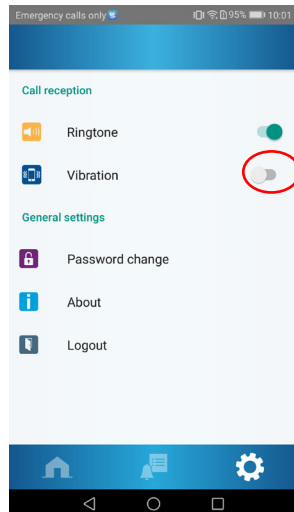 Emergency calls only 95% 10:01
Call reception
Ringtone
Vibration
General settings
Password change
About
Logout